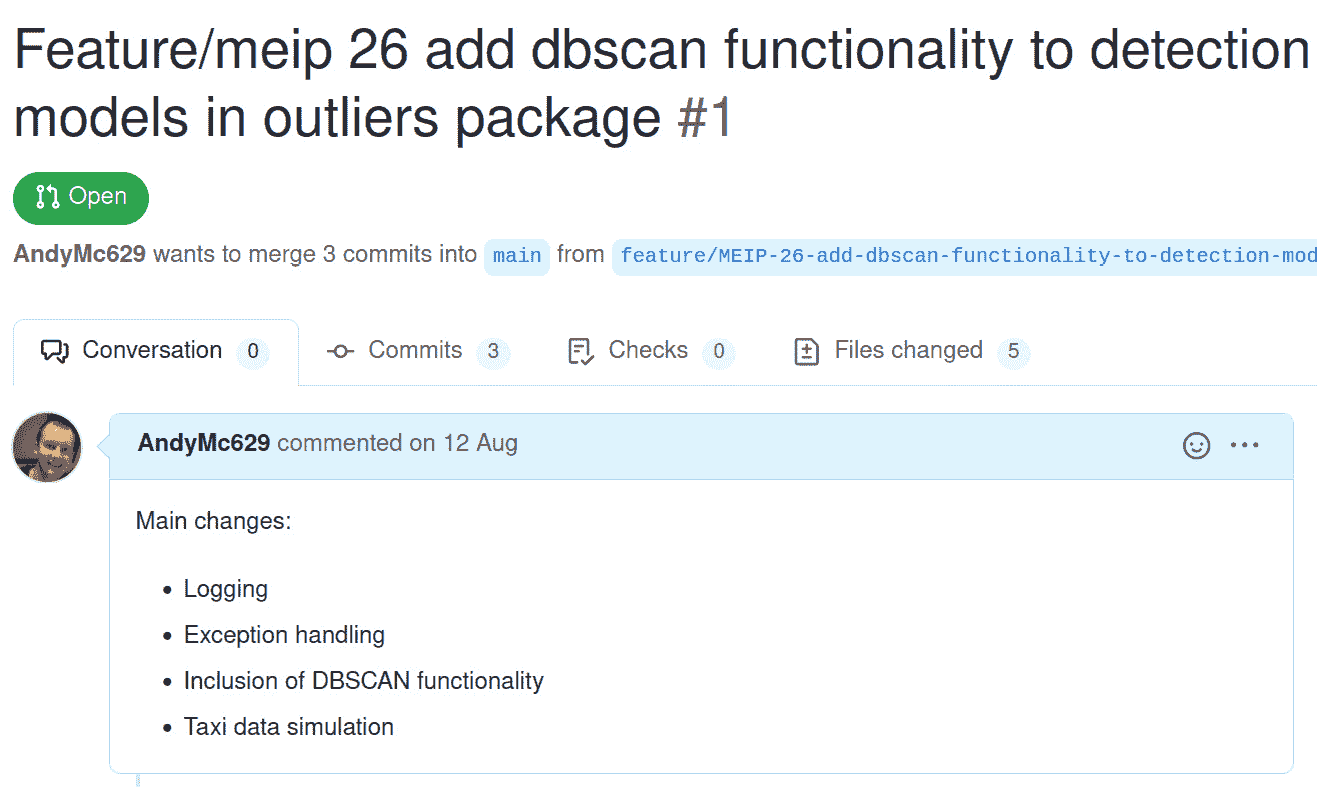 Feature/meip 26 add dbscan functionality to detection
models in outliers package #1
Open
AndyMc629 wants to merge 3 commits into main from feature/MEIP-26-add-dbscan-functionality-to-detection-mod
Conversation 0 Commits 3 Checks 0 Files changed 5
AndyMc629 commented on 12 Aug
Main changes:
• Logging
• Exception handling
• Inclusion of DBSCAN functionality
• Taxi data simulation